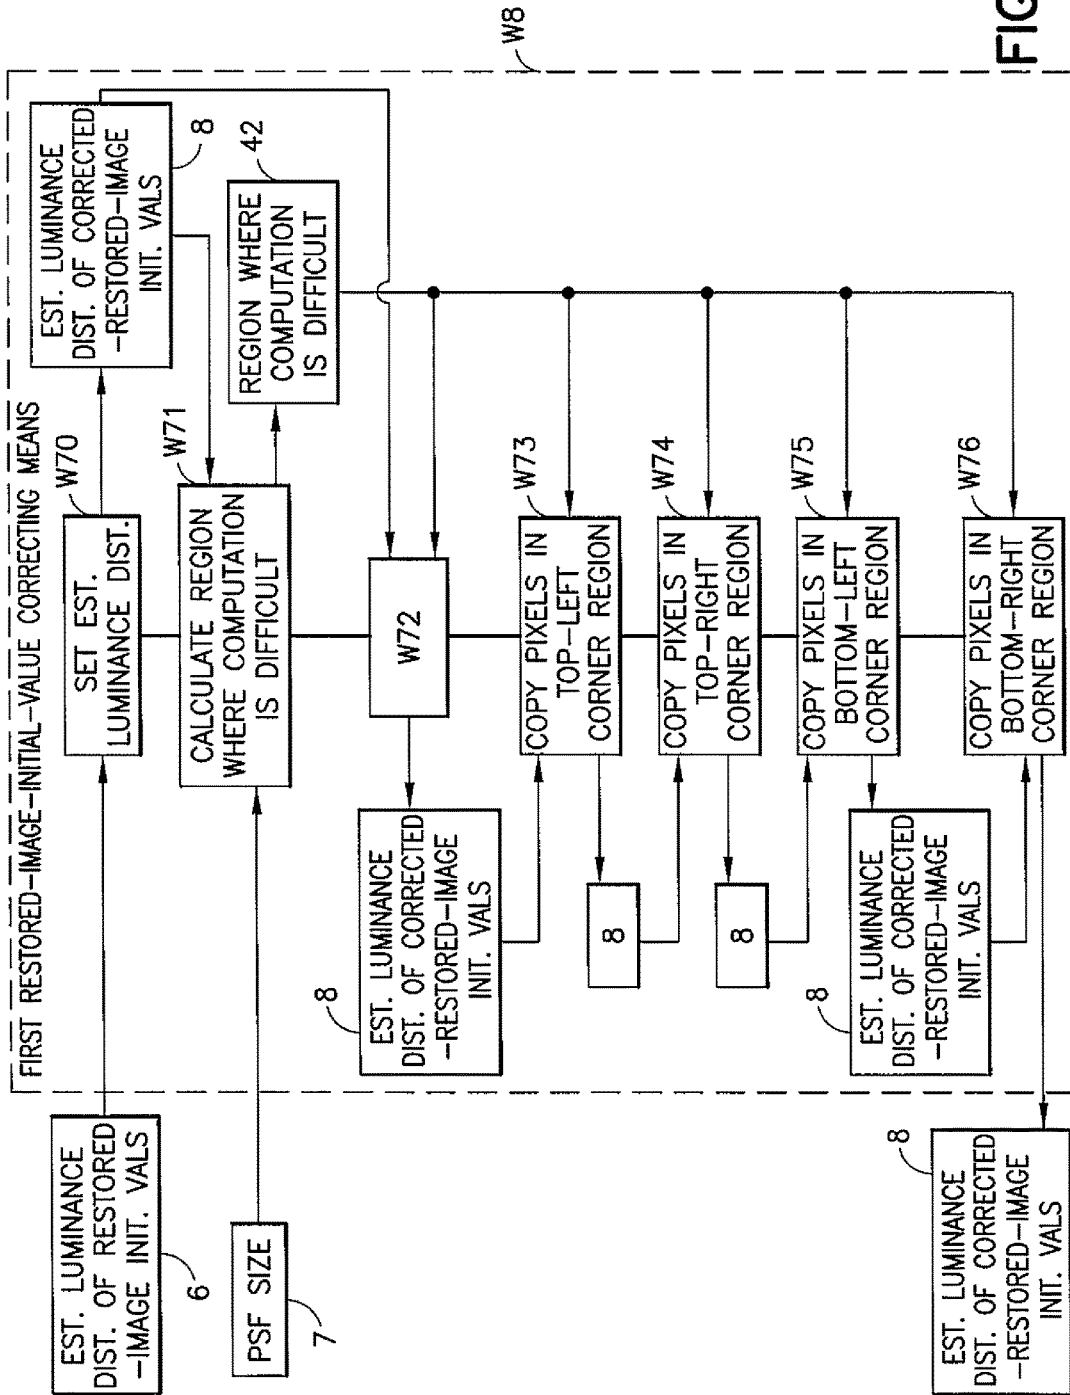 FIRST RESTORED-IMAGE-INITIAL-VALUE CORRECTING MEANS
W8
EST. LUMINANCE
DIST. OF RESTORED
-IMAGE INIT. VALS
6
SET EST.
LUMINANCE DIST.
W70
EST. LUMINANCE
DIST. OF CORRECTED
-RESTORED-IMAGE
INIT. VALS
8
PSF SIZE
7
CALCULATE REGION
WHERE COMPUTATION
IS DIFFICULT
W71
REGION WHERE
COMPUTATION
IS DIFFICULT
42
W72
EST. LUMINANCE
DIST. OF CORRECTED
-RESTORED-IMAGE
INIT. VALS
8
COPY PIXELS IN
TOP-LEFT
CORNER REGION
W73
8
COPY PIXELS IN
TOP-RIGHT
CORNER REGION
W74
8
COPY PIXELS IN
BOTTOM-LEFT
CORNER REGION
W75
EST. LUMINANCE
DIST. OF CORRECTED
-RESTORED-IMAGE
INIT. VALS
8
COPY PIXELS IN
BOTTOM-RIGHT
CORNER REGION
W76
EST. LUMINANCE
DIST. OF CORRECTED
-RESTORED-IMAGE
INIT. VALS
8